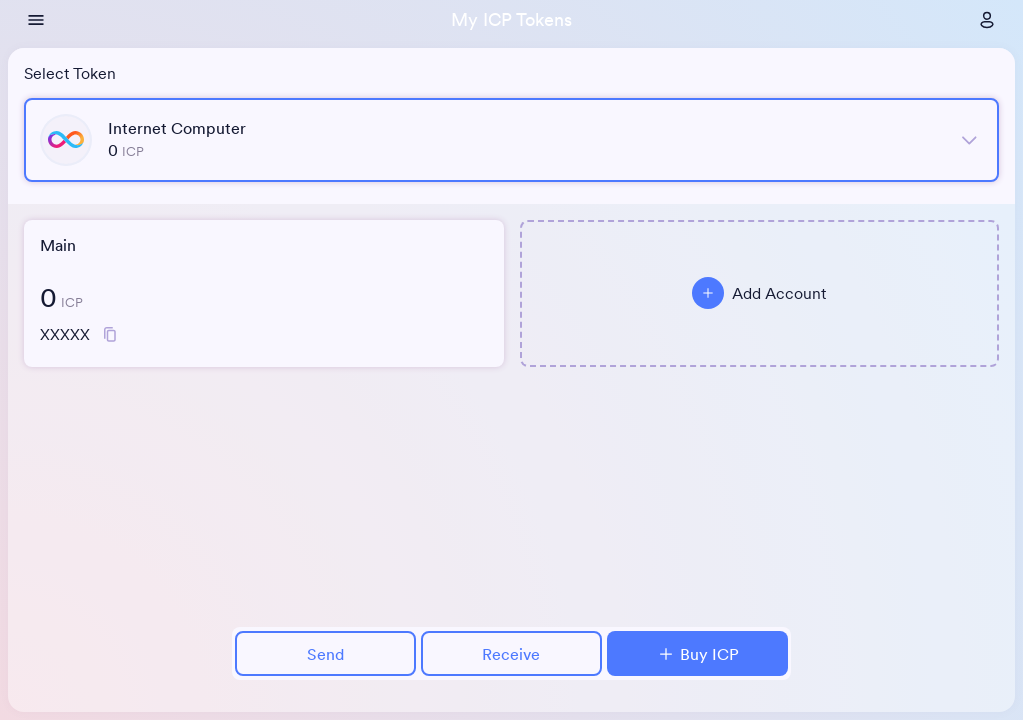 My ICP Tokens
Select Token
Internet Computer
0 ICP
Main
0 ICP
XXXXX
Add Account
Send
Receive
Buy ICP